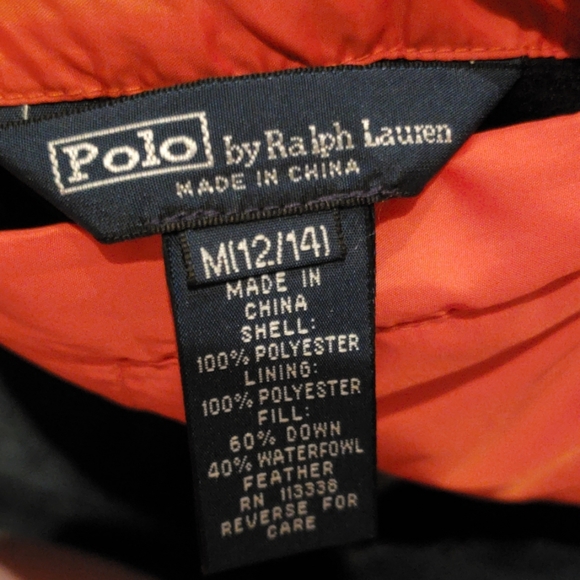 Polo by Ralph Lauren
MADE IN CHINA
M(12/14)
MADE IN
CHINA
SHELL:
100% POLYESTER
LINING:
100% POLYESTER
FILL:
60% DOWN
40% WATERFOWL
FEATHER
RN 113338
REVERSE FOR
CARE